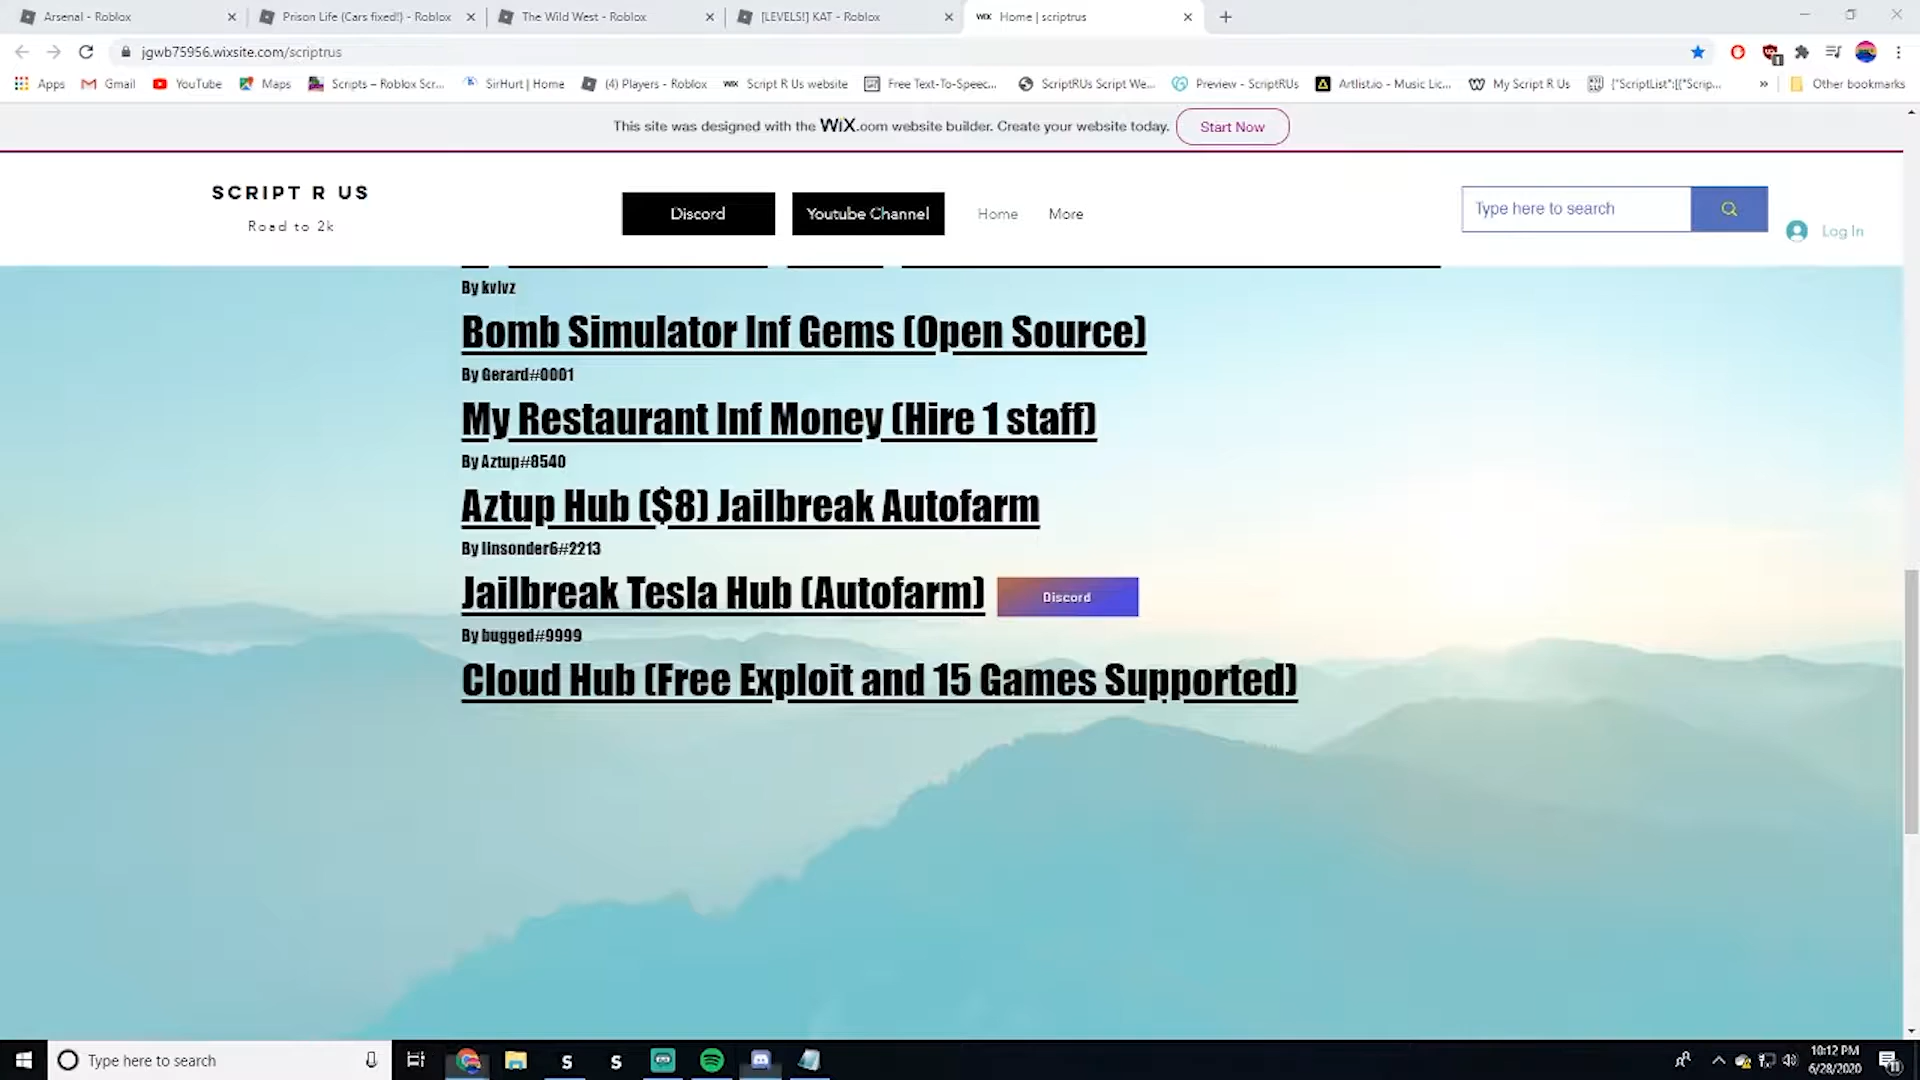 Arsenal - Roblox
Prison Life (Cars fixed!) - Roblox
The Wild West - Roblox
[LEVELS!] KAT - Roblox
WIX Home | scriptrus
jgwb75956.wixsite.com/scriptrus
Apps
Gmail
YouTube
Maps
Scripts – Roblox Scr...
SirHurt | Home
(4) Players - Roblox
WIX Script R Us website
Free Text-To-Speec...
ScriptRUs Script We...
Preview - ScriptRUs
Artlist.io - Music Lic...
My Script R Us
{"ScriptList":[{"Scrip...
»
Other bookmarks
This site was designed with the WiX.com website builder. Create your website today.
Start Now
SCRIPT R US
Road to 2k
Discord
Youtube Channel
Home
More
Type here to search
Log In
By kvlvz
Bomb Simulator Inf Gems (Open Source)
By Gerard#0001
My Restaurant Inf Money (Hire 1 staff)
By Aztup#8540
Aztup Hub ($8) Jailbreak Autofarm
By linsonder6#2213
Jailbreak Tesla Hub (Autofarm)
Discord
By bugged#9999
Cloud Hub (Free Exploit and 15 Games Supported)
Type here to search
S
S
10:12 PM
6/28/2020